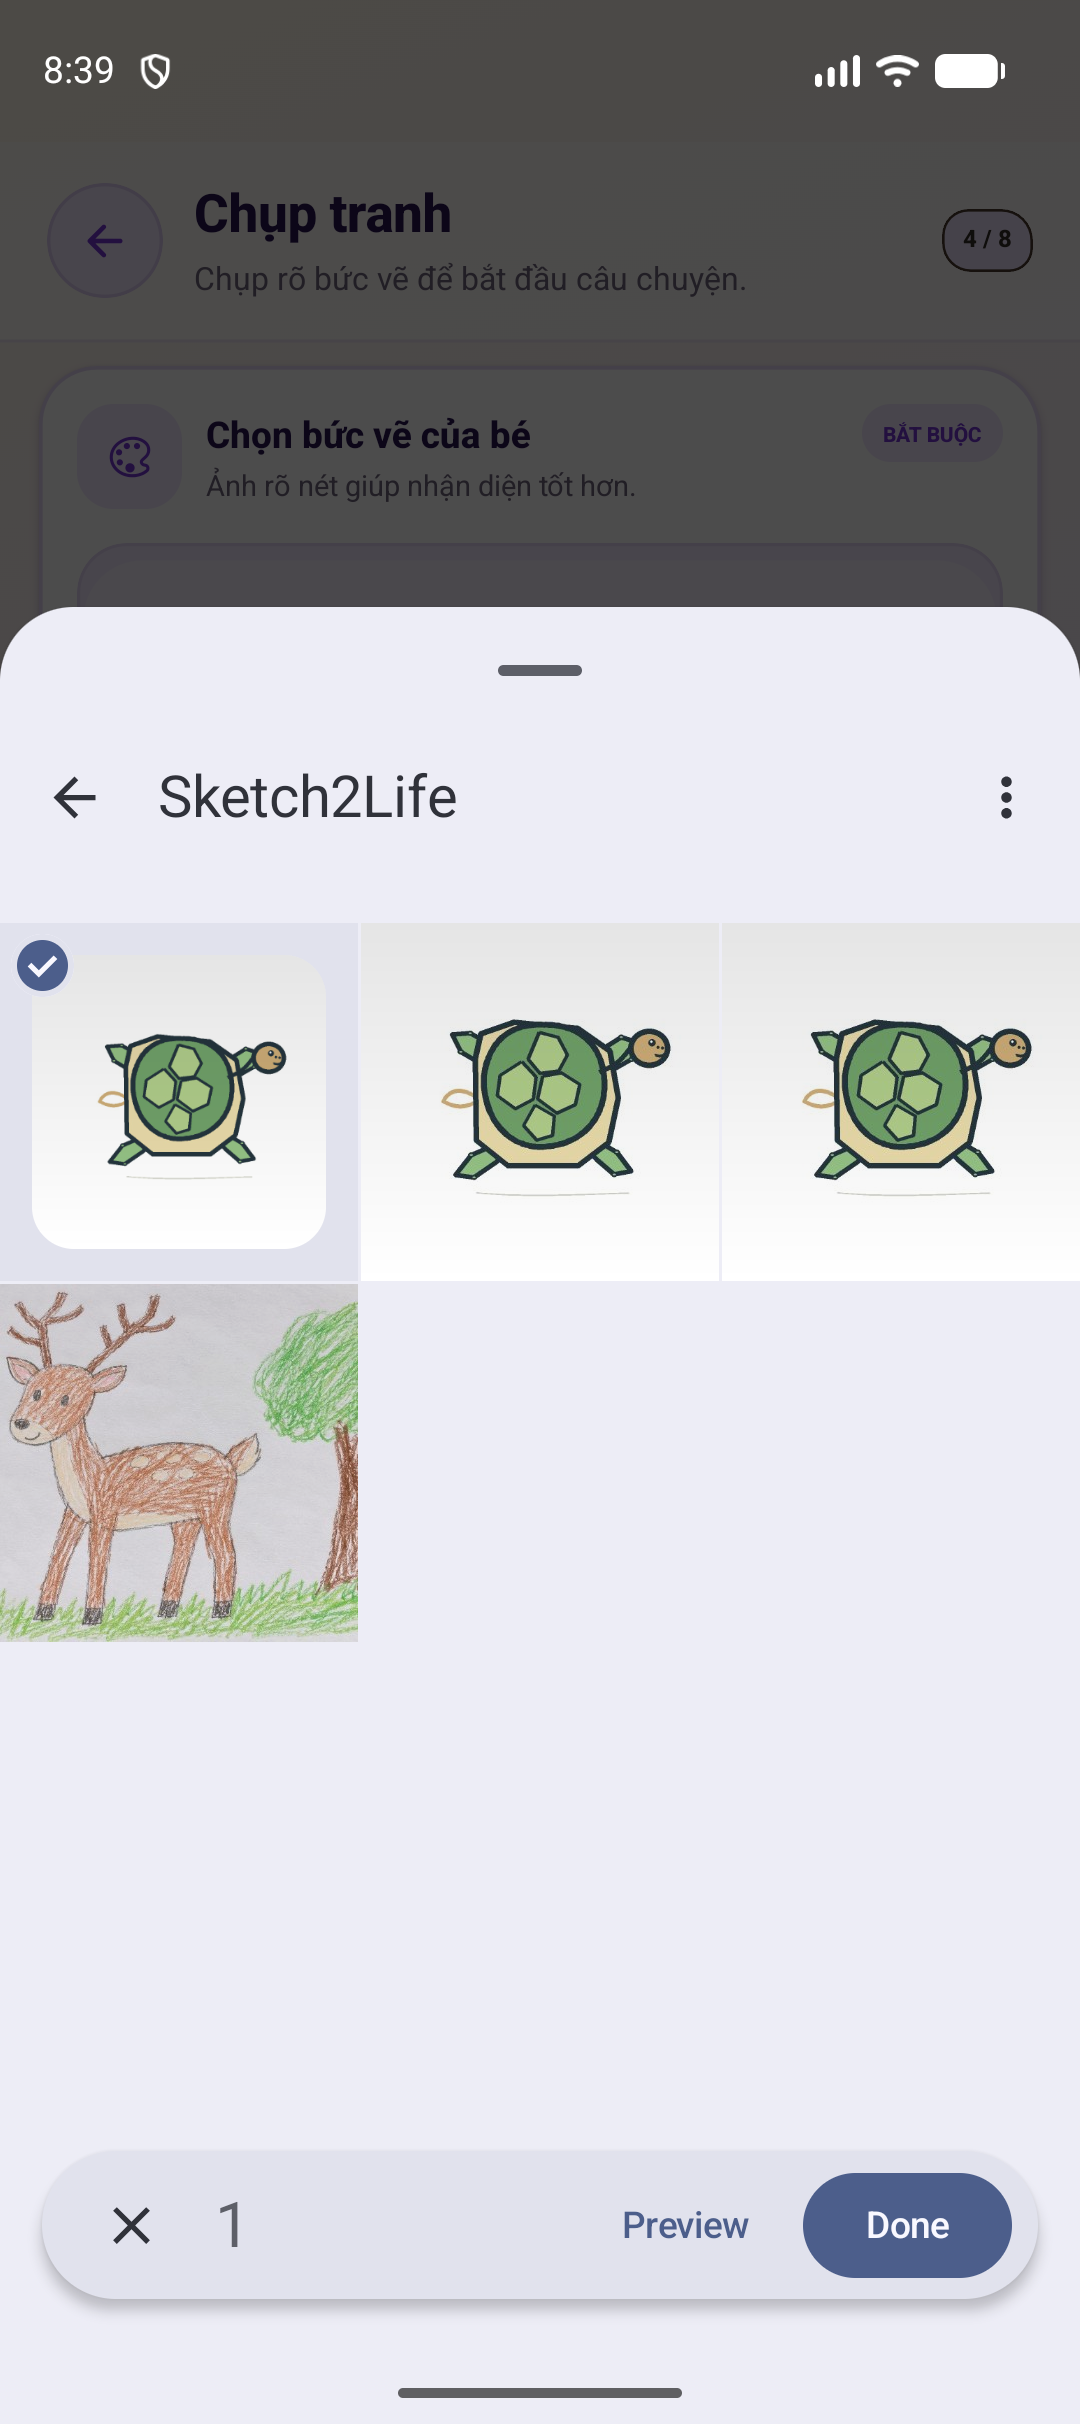 8:39
Chụp tranh
Chụp rõ bức vẽ để bắt đầu câu chuyện.
4 / 8
Chọn bức vẽ của bé
BẮT BUỘC
Ảnh rõ nét giúp nhận diện tốt hơn.
Sketch2Life
1
Preview
Done